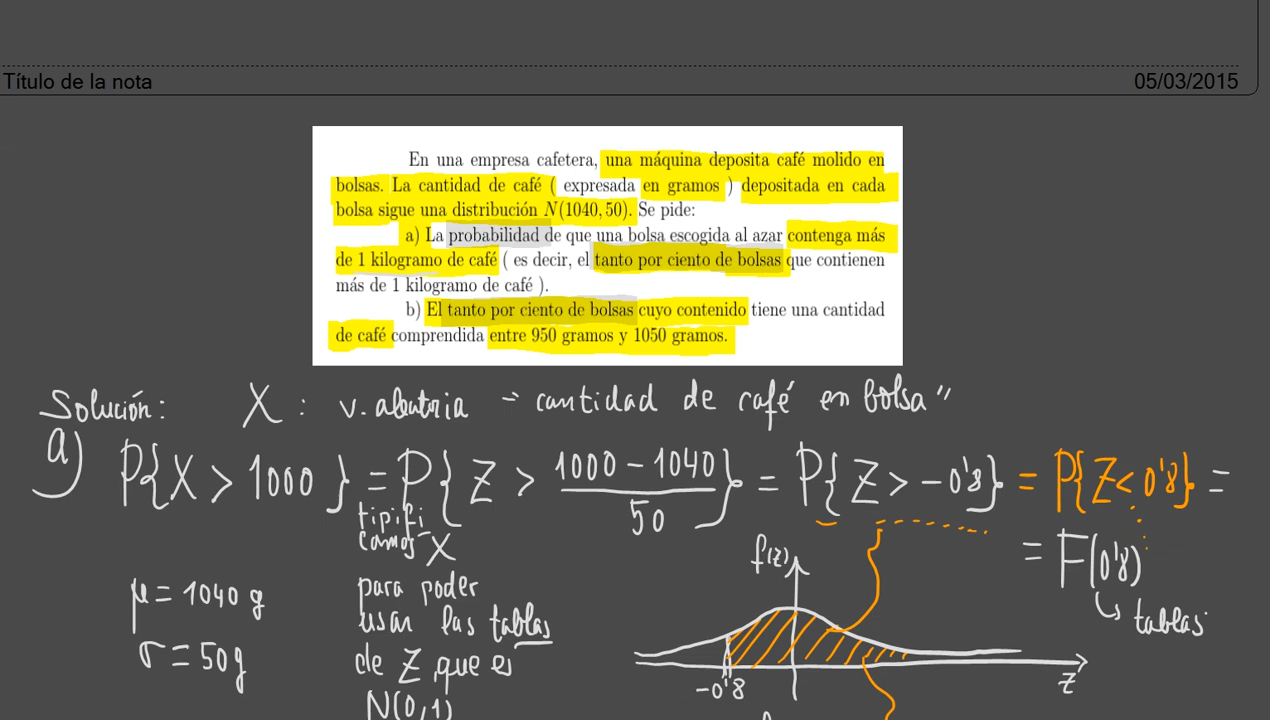 Título de la nota
05/03/2015
En una empresa cafetera, una máquina deposita café molido en
bolsas. La cantidad de café ( expresada en gramos ) depositada en cada
bolsa sigue una distribución N(1040, 50). Se pide:
a) La probabilidad de que una bolsa escogida al azar contenga más
de 1 kilogramo de café ( es decir, el tanto por ciento de bolsas que contienen
más de 1 kilogramo de café ).
b) El tanto por ciento de bolsas cuyo contenido tiene una cantidad
de café comprendida entre 950 gramos y 1050 gramos.
Solución: X : v. aleatoria - cantidad de café en bolsa "
a) P{X > 1000} = P{Z > (1000 - 1040)/50} = P{Z > -0'8} = P{Z < 0'8} =
tipifi
camos X
= F(0'8)
tablas
f(z)
para poder
usar las tablas
de Z que es
N(0,1)
μ = 1040 g
σ = 50 g
-0'8
Z